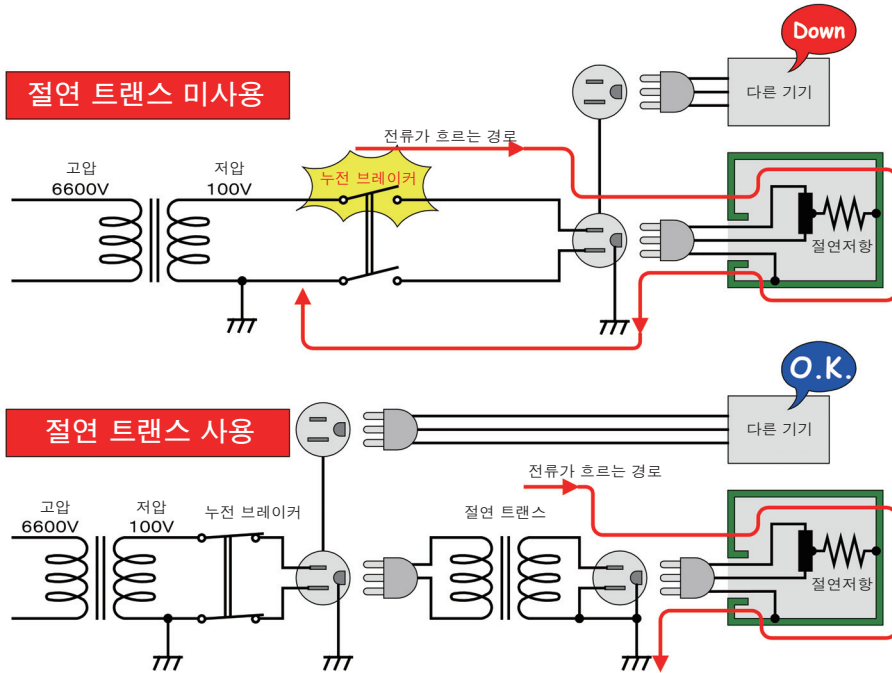 Down
절연 트랜스 미사용
다른 기기
전류가 흐르는 경로
고압
6600V
저압
100V
누전 브레이커
절연저항
O.K.
절연 트랜스 사용
다른 기기
전류가 흐르는 경로
고압
6600V
저압
100V
누전 브레이커
절연 트랜스
절연저항